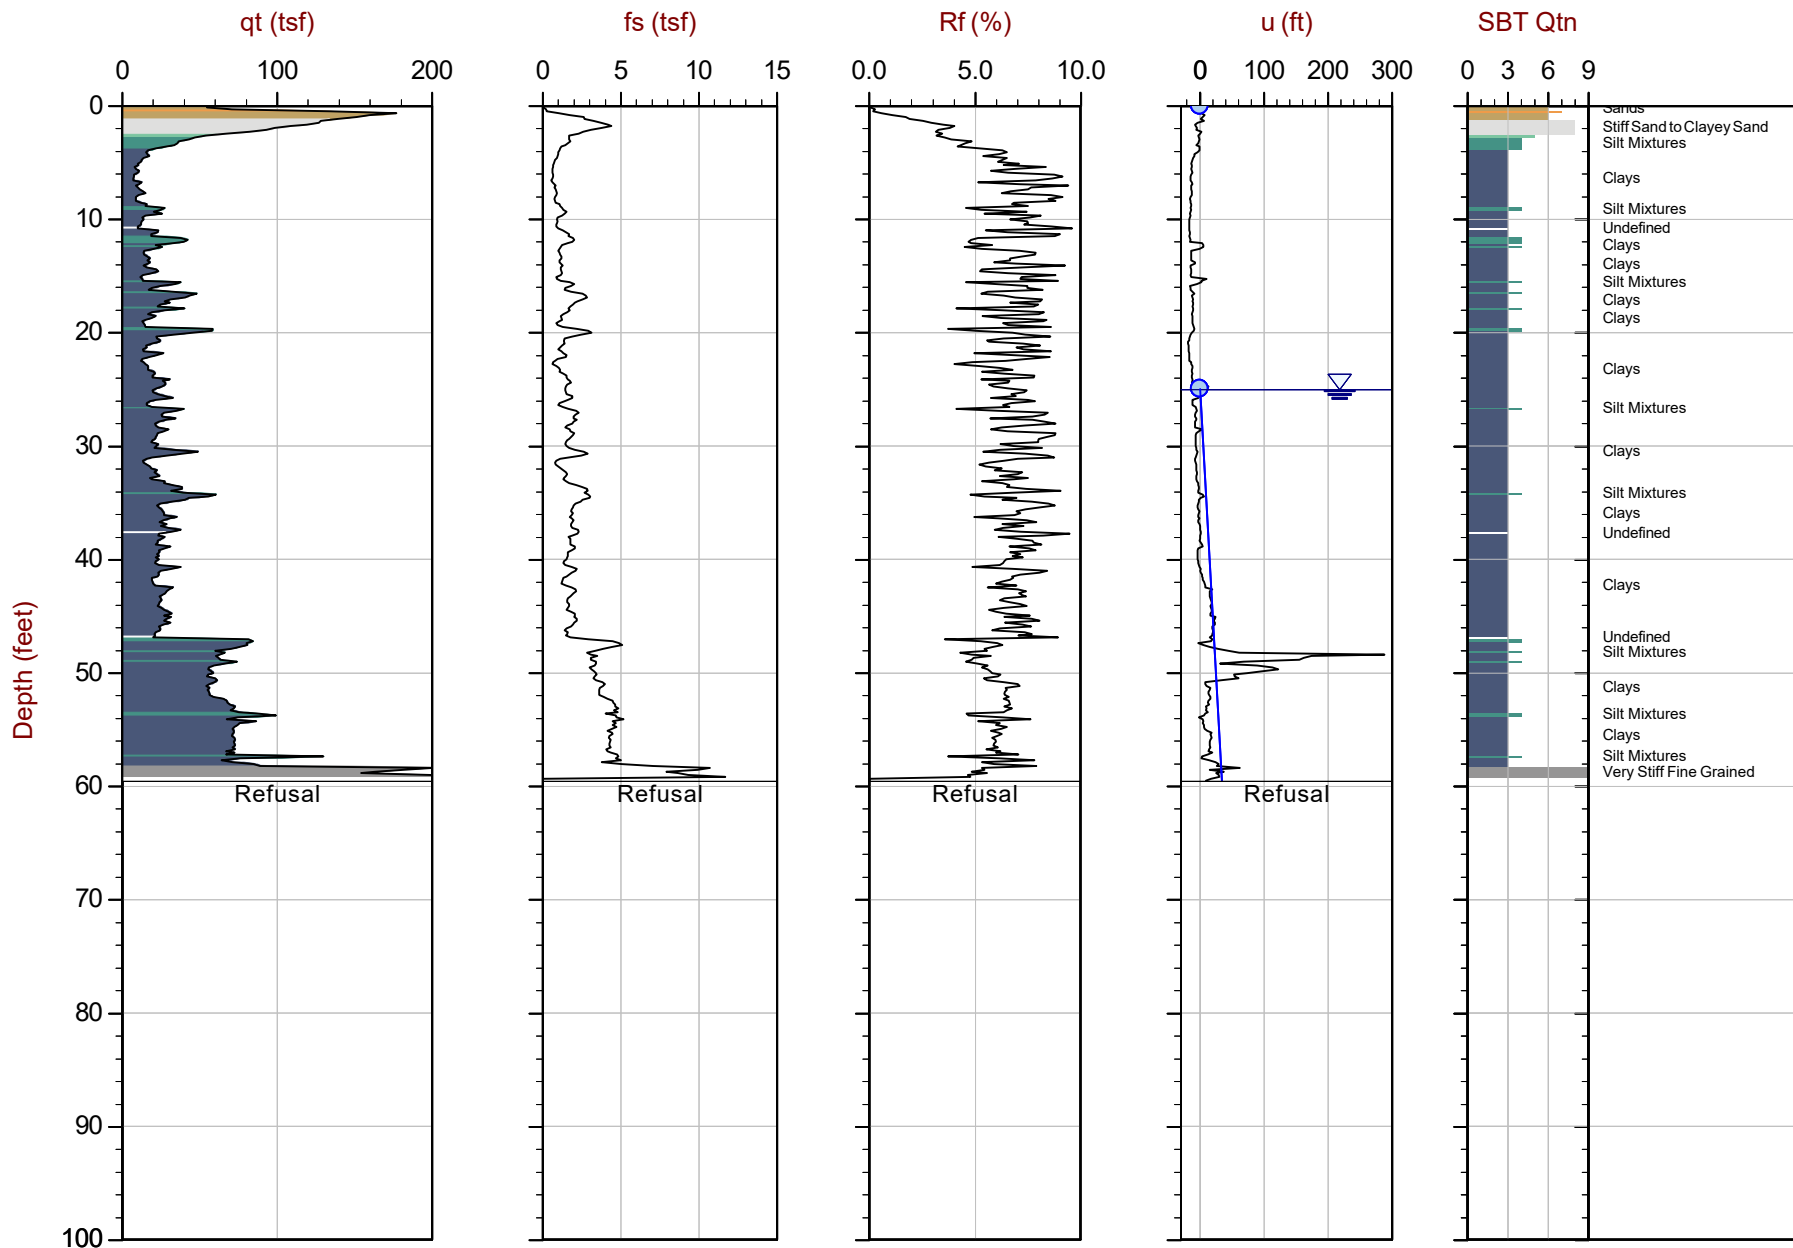 qt (tsf) fs (tsf) Rf (%) u (ft) SBT Qtn
0 100 200 0 5 10 15 0.0 5.0 10.0 0 100 200 300 0 3 6 9
0
Sands
Stiff Sand to Clayey Sand
Silt Mixtures
Clays
Silt Mixtures
10
Undefined
Clays
Clays
Silt Mixtures
Clays
Clays
20
Clays
Silt Mixtures
30
Clays
Silt Mixtures
Clays
Undefined
40
Clays
Undefined
Silt Mixtures
50
Clays
Silt Mixtures
Clays
Silt Mixtures
Very Stiff Fine Grained
60
Refusal Refusal Refusal Refusal
70
80
90
100
Depth (feet)